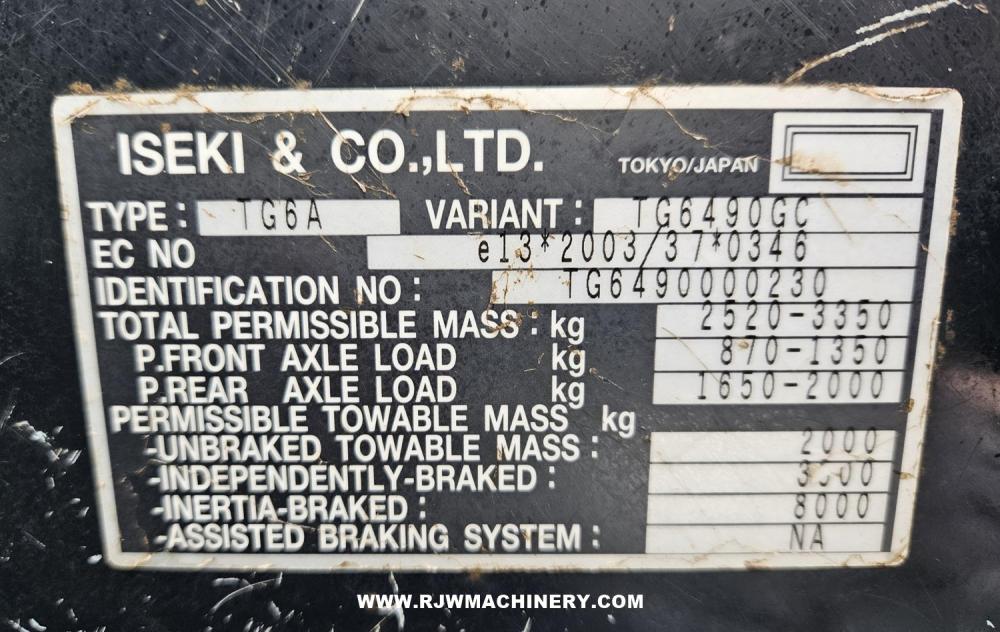 ISEKI & CO.,LTD. TOKYO/JAPAN
TYPE : TG6A VARIANT : TG6490GC
EC NO e13*2003/37*0346
IDENTIFICATION NO : TG6490000230
TOTAL PERMISSIBLE MASS : kg 2520-3350
P.FRONT AXLE LOAD kg 870-1350
P.REAR AXLE LOAD kg 1650-2000
PERMISSIBLE TOWABLE MASS kg
-UNBRAKED TOWABLE MASS : 2000
-INDEPENDENTLY-BRAKED :
-INERTIA-BRAKED : 8000
-ASSISTED BRAKING SYSTEM : NA
WWW.RJWMACHINERY.COM